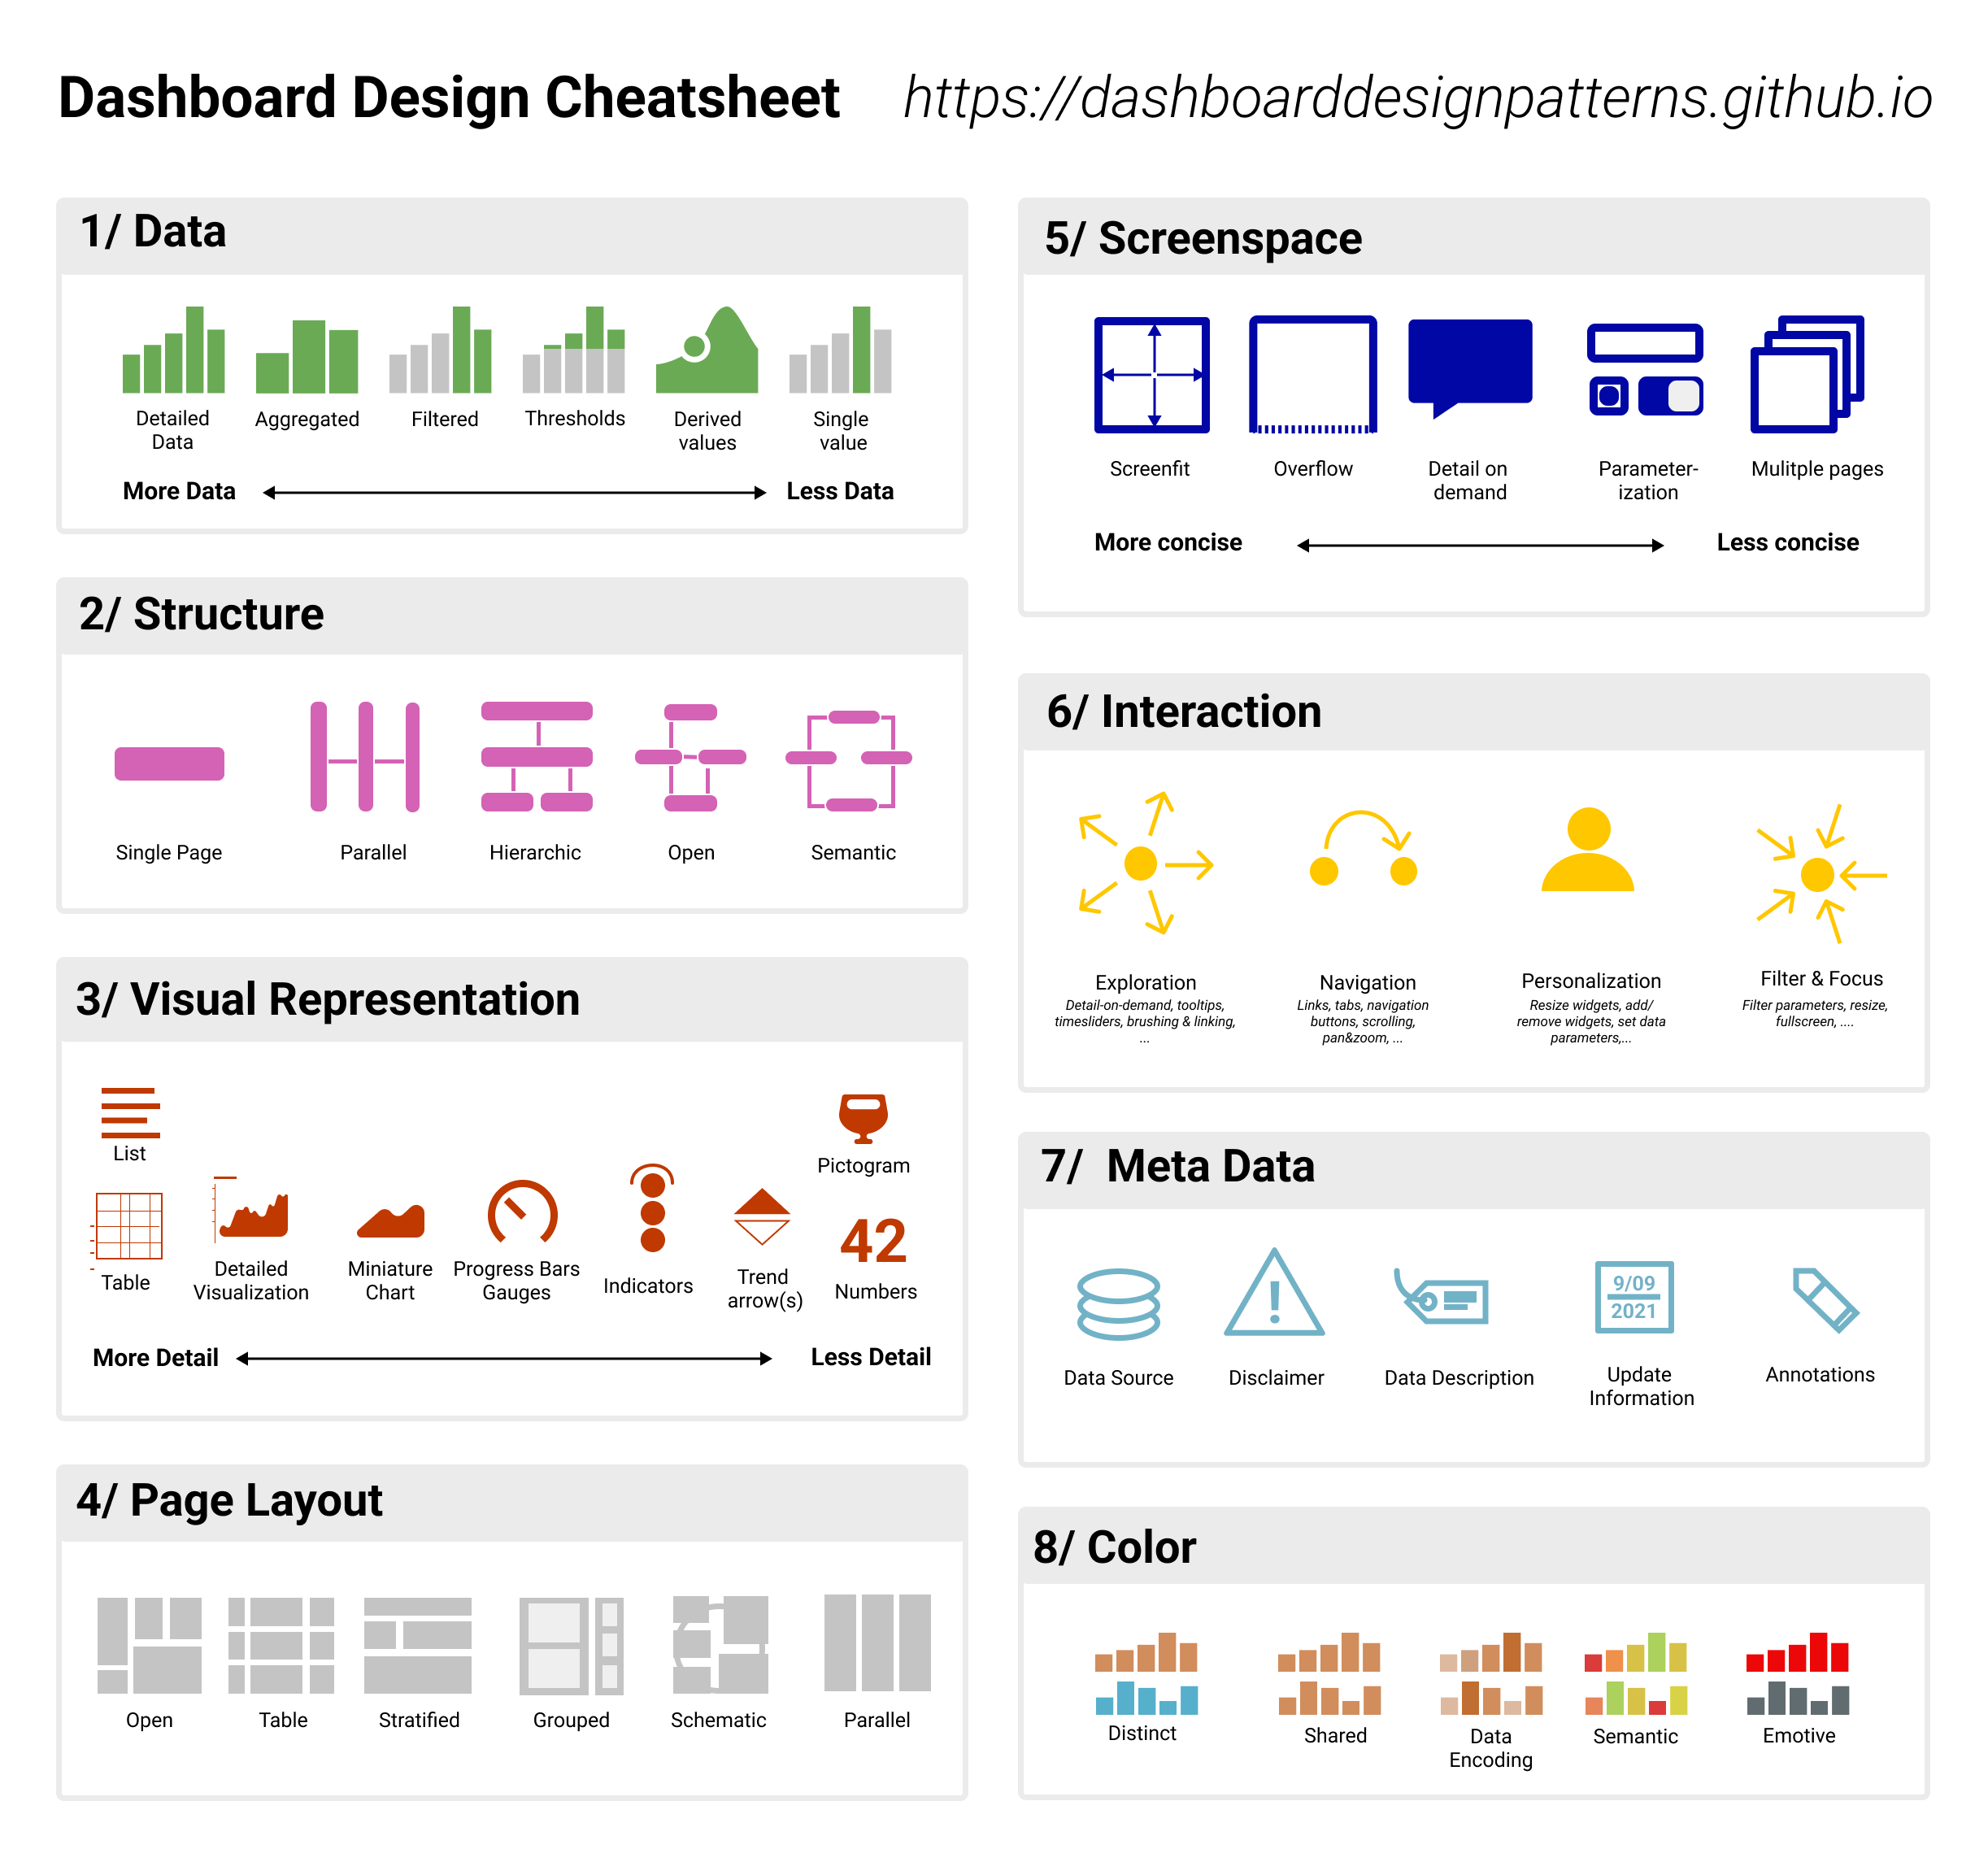 Dashboard Design Cheatsheet https://dashboarddesignpatterns.github.io
1/ Data
Detailed
Data
Aggregated
Filtered
Thresholds
Derived
values
Single
value
More Data
Less Data
2/ Structure
Single Page
Parallel
Hierarchic
Open
Semantic
3/ Visual Representation
List
Table
Detailed
Visualization
Miniature
Chart
Progress Bars
Gauges
Indicators
Trend
arrow(s)
Pictogram
42
Numbers
More Detail
Less Detail
4/ Page Layout
Open
Table
Stratified
Grouped
Schematic
Parallel
5/ Screenspace
Screenfit
Overflow
Detail on
demand
Parameter-
ization
Mulitple pages
More concise
Less concise
6/ Interaction
Exploration
Detail-on-demand, tooltips,
timesliders, brushing & linking,
...
Navigation
Links, tabs, navigation
buttons, scrolling,
pan&zoom, ...
Personalization
Resize widgets, add/
remove widgets, set data
parameters,...
Filter & Focus
Filter parameters, resize,
fullscreen, ....
7/ Meta Data
Data Source
!
Disclaimer
Data Description
9/09
2021
Update
Information
Annotations
8/ Color
Distinct
Shared
Data
Encoding
Semantic
Emotive